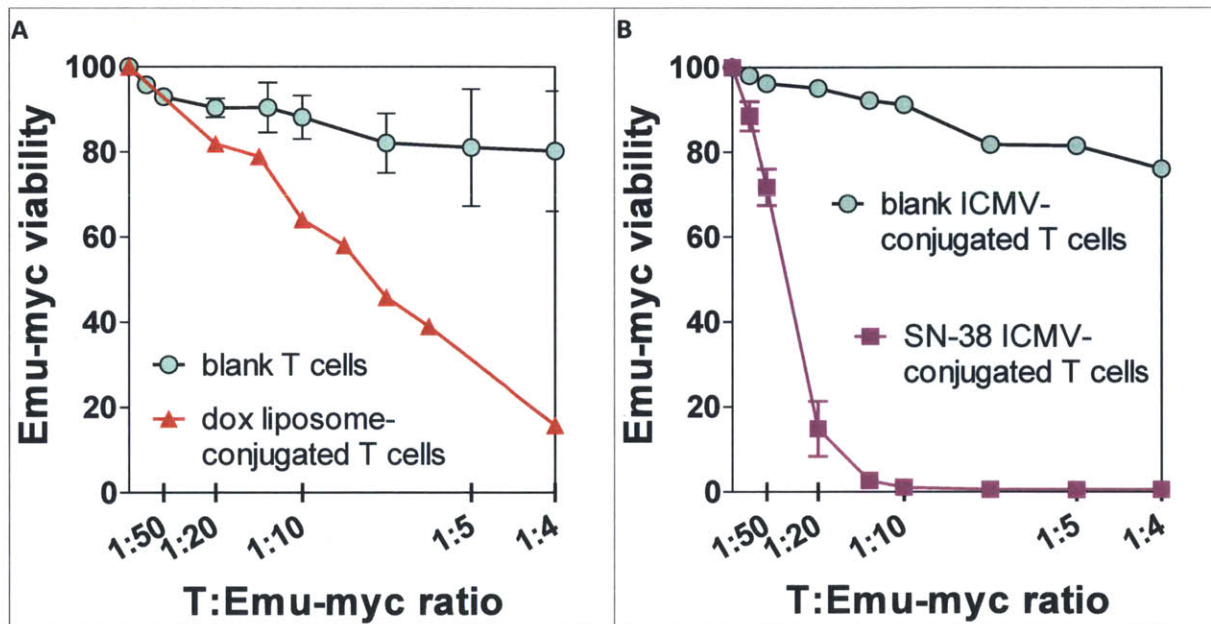 A
Emu-myc viability
100
80
60
40
20
0
blank T cells
dox liposome-
conjugated T cells
1:50
1:20
1:10
1:5
1:4
T:Emu-myc ratio
B
Emu-myc viability
100
80
60
40
20
0
blank ICMV-
conjugated T cells
SN-38 ICMV-
conjugated T cells
1:50
1:20
1:10
1:5
1:4
T:Emu-myc ratio